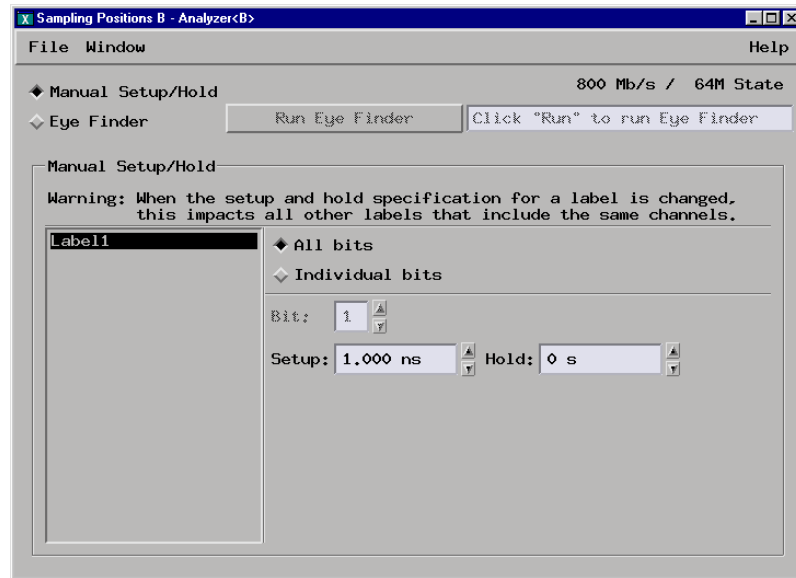 Sampling Positions B - Analyzer<B>
File Window Help
Manual Setup/Hold
800 Mb/s / 64M State
Eye Finder
Run Eye Finder
Click "Run" to run Eye Finder
Manual Setup/Hold
Warning: When the setup and hold specification for a label is changed,
this impacts all other labels that include the same channels.
Label1
All bits
Individual bits
Bit: 1
Setup: 1.000 ns Hold: 0 s